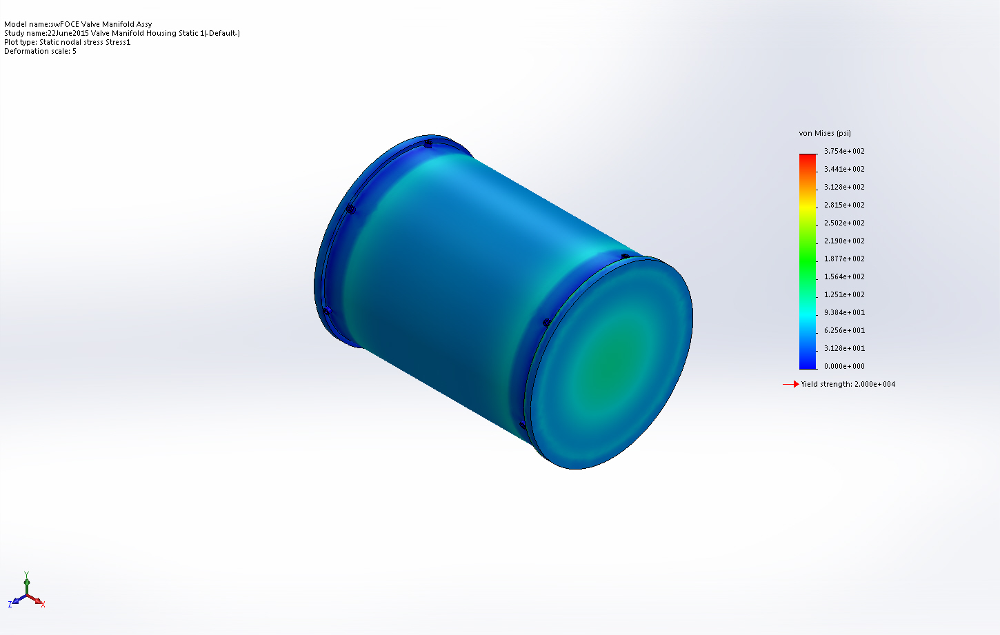 Model name:swFOCE Valve Manifold Assy
Study name:22June2015 Valve Manifold Housing Static 1(-Default-)
Plot type: Static nodal stress Stress1
Deformation scale: 5
von Mises (psi)
3.754e+002
3.441e+002
3.128e+002
2.815e+002
2.502e+002
2.190e+002
1.877e+002
1.564e+002
1.251e+002
9.384e+001
6.256e+001
3.128e+001
0.000e+000
Yield strength: 2.000e+004
Y
Z
X